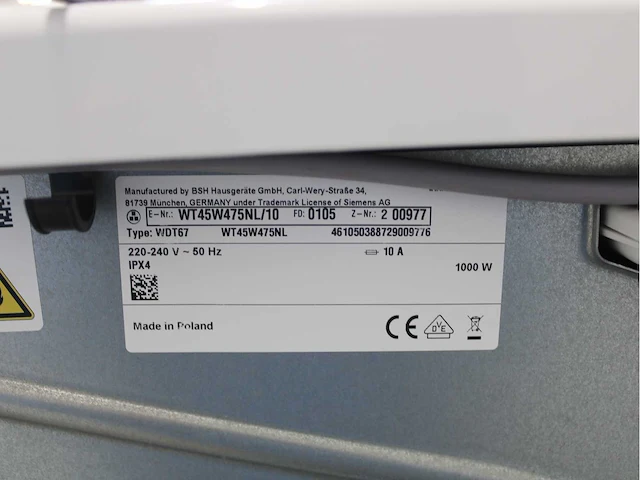 Manufactured by BSH Hausgeräte GmbH, Carl-Wery-Straße 34,
81739 München, GERMANY under Trademark License of Siemens AG
E-Nr.: WT45W475NL/10 FD: 0105 Z-Nr.: 2 00977
Type: WDT67 WT45W475NL 461050388729009776
220-240 V ~ 50 Hz 10 A
IPX4 1000 W
Made in Poland CE